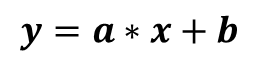 y = a * x + b